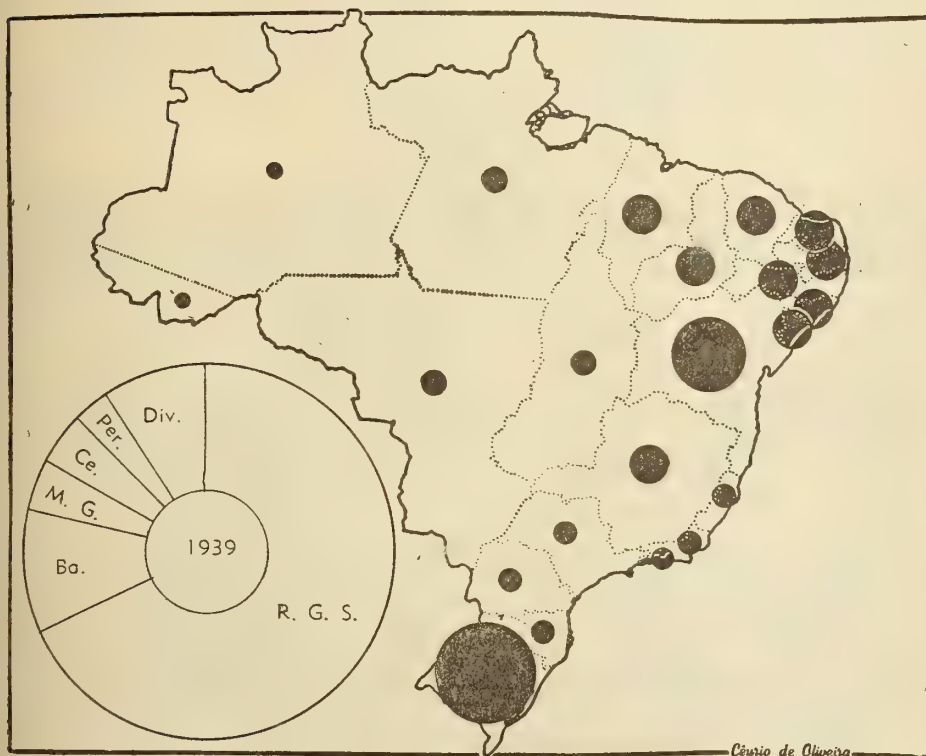 Div.
Per.
Ce.
M. G.
Ba.
1939
R. G. S.
Cêurio de Oliveira